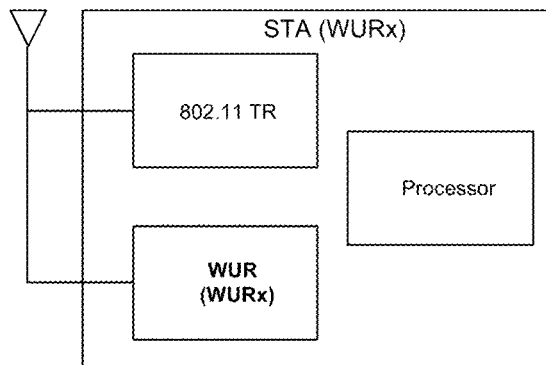 STA (WURx)
802.11 TR
Processor
WUR
(WURx)